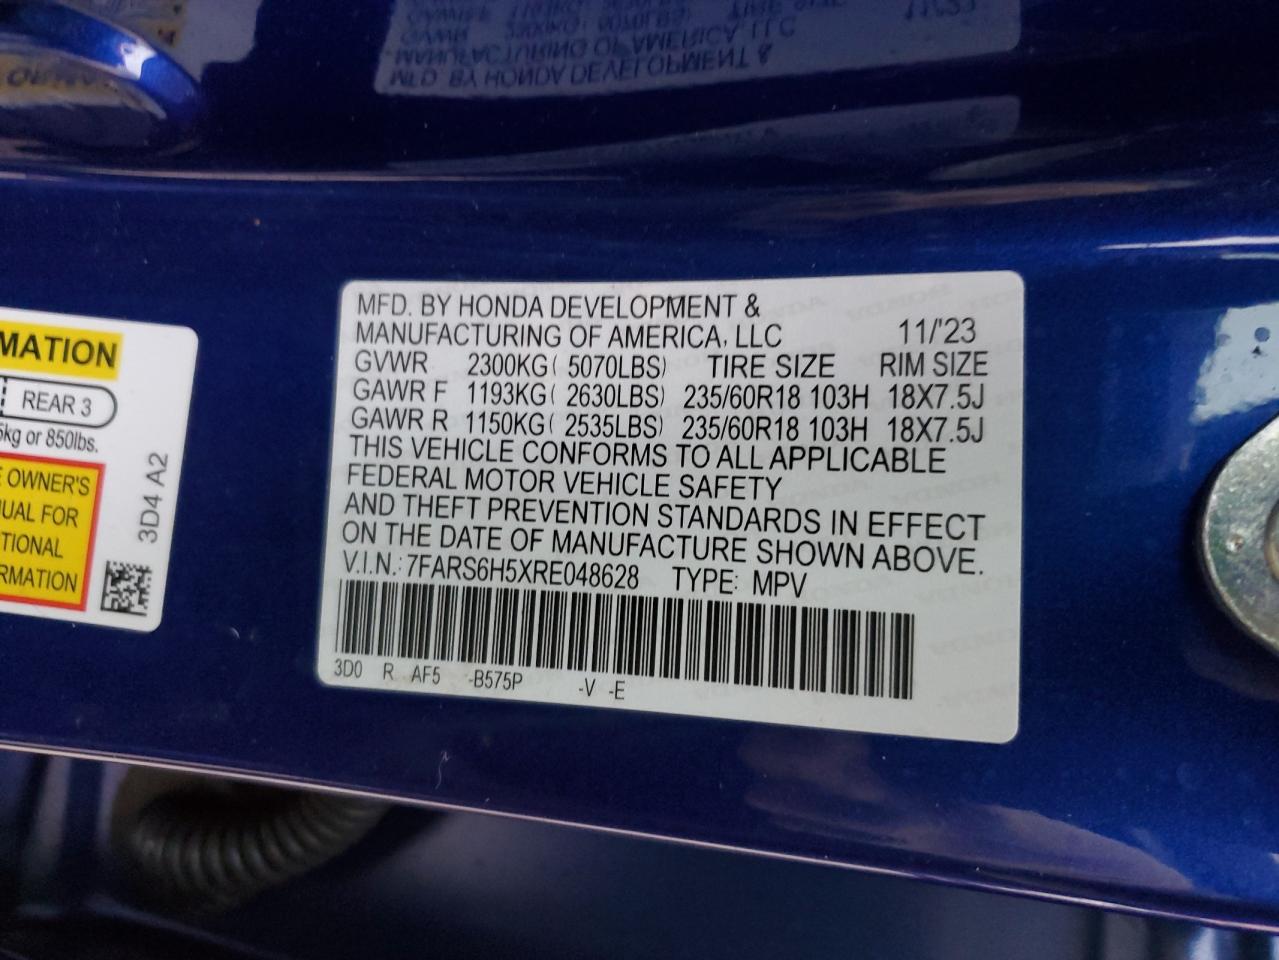 MATION
REAR 3
5kg or 850lbs.
E OWNER'S
UAL FOR
TIONAL
RMATION
3D4 A2
MFD. BY HONDA DEVELOPMENT &
MANUFACTURING OF AMERICA, LLC 11/'23
GVWR 2300KG( 5070LBS) TIRE SIZE RIM SIZE
GAWR F 1193KG( 2630LBS) 235/60R18 103H 18X7.5J
GAWR R 1150KG( 2535LBS) 235/60R18 103H 18X7.5J
THIS VEHICLE CONFORMS TO ALL APPLICABLE
FEDERAL MOTOR VEHICLE SAFETY
AND THEFT PREVENTION STANDARDS IN EFFECT
ON THE DATE OF MANUFACTURE SHOWN ABOVE.
V.I.N.: 7FARS6H5XRE048628 TYPE: MPV
3D0 R AF5 -B575P -V -E